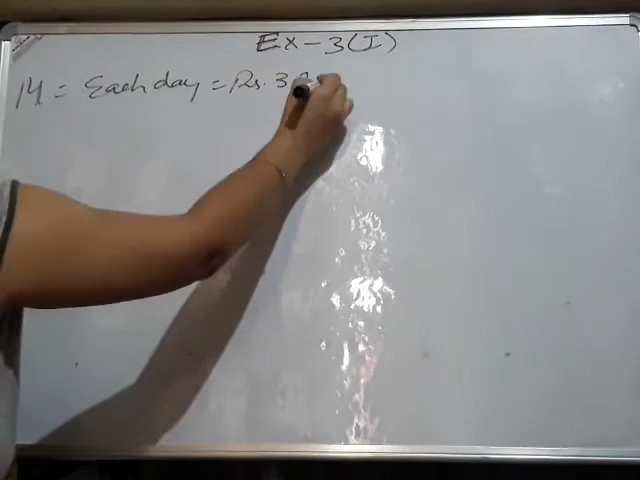 Ex-3(I)
14 = Each day = Rs. 3